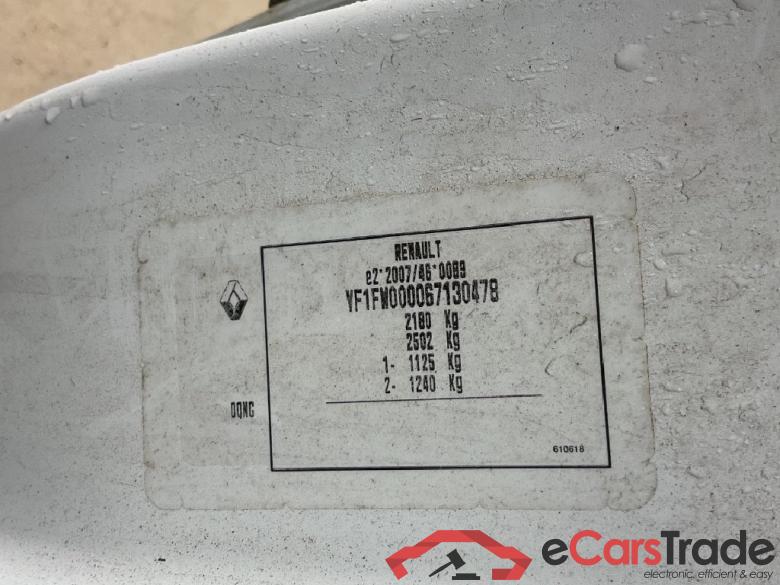 RENAULT
e2*2007/46*0089
VF1FW000067130478
2180 Kg
2502 Kg
1- 1125 Kg
2- 1240 Kg
DQNG
610618
eCarsTrade
electronic, efficient & easy